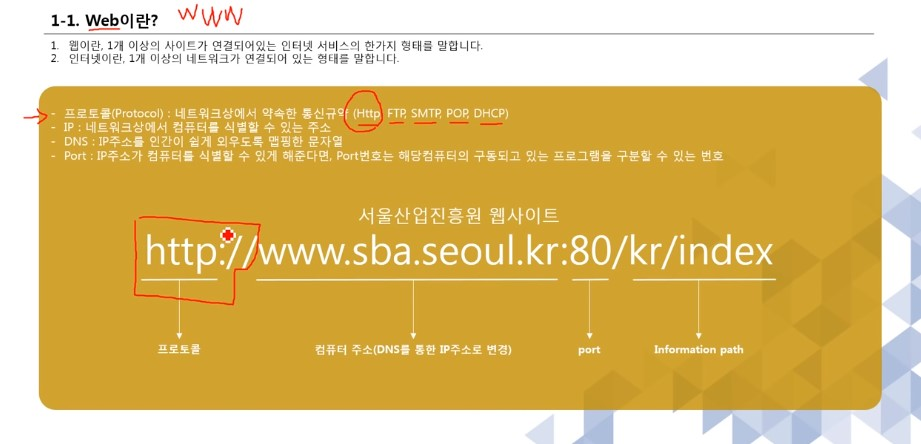 1-1. Web이란? WWW
1. 웹이란, 1개 이상의 사이트가 연결되어있는 인터넷 서비스의 한가지 형태를 말합니다.
2. 인터넷이란, 1개 이상의 네트워크가 연결되어 있는 형태를 말합니다.
- 프로토콜(Protocol) : 네트워크상에서 약속한 통신규약 (Http, FTP, SMTP, POP, DHCP)
- IP : 네트워크상에서 컴퓨터를 식별할 수 있는 주소
- DNS : IP주소를 인간이 쉽게 외우도록 맵핑한 문자열
- Port : IP주소가 컴퓨터를 식별할 수 있게 해준다면, Port번호는 해당컴퓨터의 구동되고 있는 프로그램을 구분할 수 있는 번호
서울산업진흥원 웹사이트
http://www.sba.seoul.kr:80/kr/index
프로토콜 컴퓨터 주소(DNS를 통한 IP주소로 변경) port Information path